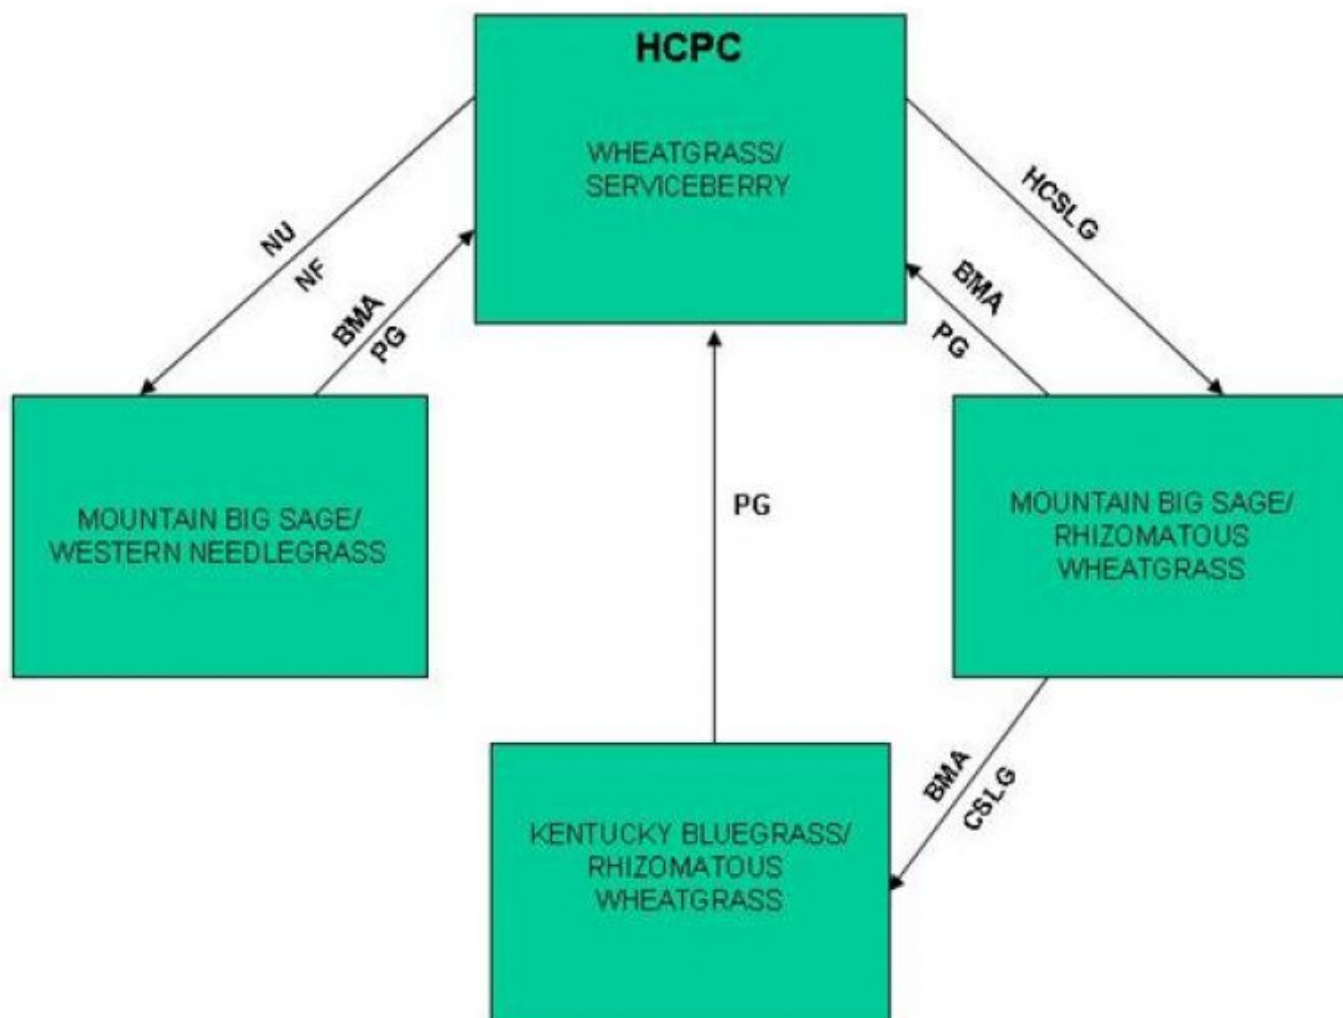 HCPC
WHEATGRASS/
SERVICEBERRY
NU
NF
BMA
PG
HCSLG
BMA
PG
MOUNTAIN BIG SAGE/
WESTERN NEEDLEGRASS
PG
MOUNTAIN BIG SAGE/
RHIZOMATOUS
WHEATGRASS
BMA
CSLG
KENTUCKY BLUEGRASS/
RHIZOMATOUS
WHEATGRASS